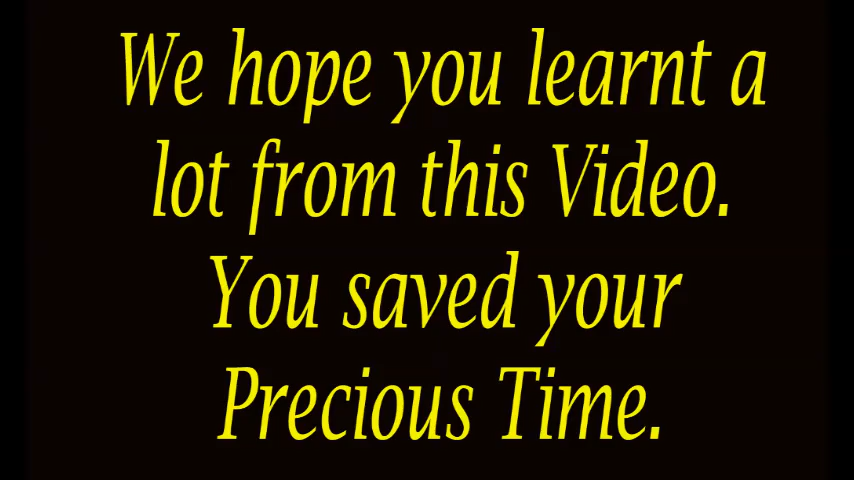 We hope you learnt a
lot from this Video.
You saved your
Precious Time.